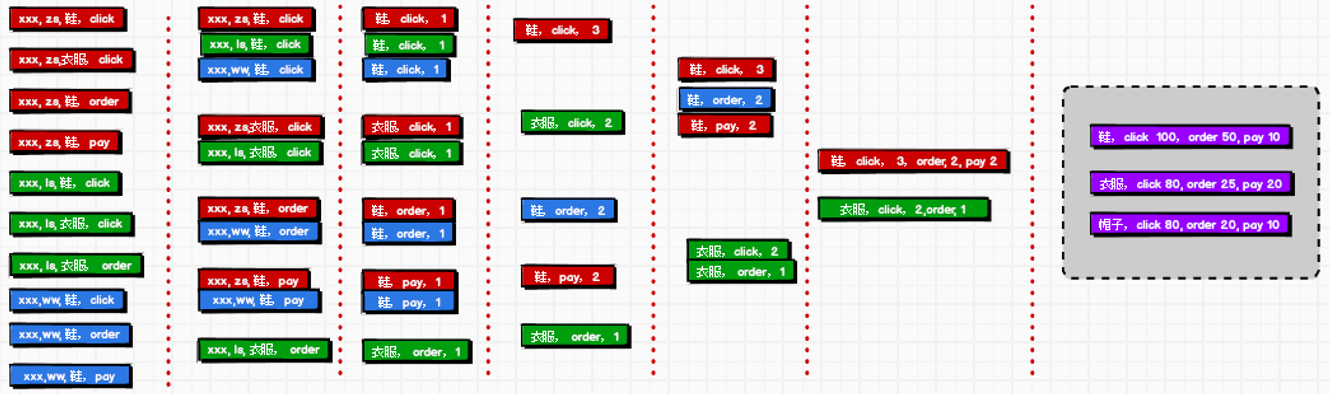 xxx, zs, 鞋， click
xxx, zs,衣服， click
xxx, zs, 鞋， order
xxx, zs, 鞋， pay
xxx, ls, 鞋， click
xxx, ls, 衣服， click
xxx, ls, 衣服， order
xxx,ww, 鞋， click
xxx,ww, 鞋， order
xxx,ww, 鞋， pay
xxx, zs, 鞋， click
xxx, ls, 鞋， click
xxx,ww, 鞋， click
xxx, zs,衣服， click
xxx, ls, 衣服， click
xxx, zs, 鞋， order
xxx,ww, 鞋， order
xxx, zs, 鞋， pay
xxx,ww, 鞋， pay
xxx, ls, 衣服， order
鞋， click， 1
鞋， click， 1
鞋， click， 1
衣服， click， 1
衣服， click， 1
鞋， order， 1
鞋， order， 1
鞋， pay， 1
鞋， pay， 1
衣服， order， 1
鞋， click， 3
衣服， click， 2
鞋， order， 2
鞋， pay， 2
衣服， order， 1
鞋， click， 3
鞋， order， 2
鞋， pay， 2
衣服， click， 2
衣服， order， 1
鞋， click， 3， order, 2, pay 2
衣服， click， 2,order, 1
鞋， click 100， order 50, pay 10
衣服， click 80, order 25, pay 20
帽子， click 80, order 20, pay 10